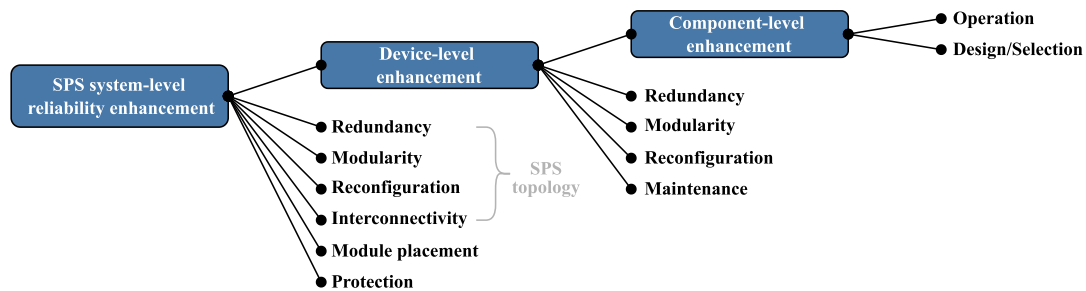 SPS system-level
reliability enhancement
Device-level
enhancement
Redundancy
Modularity
Reconfiguration
Interconnectivity
Module placement
Protection
SPS
topology
Component-level
enhancement
Redundancy
Modularity
Reconfiguration
Maintenance
Operation
Design/Selection